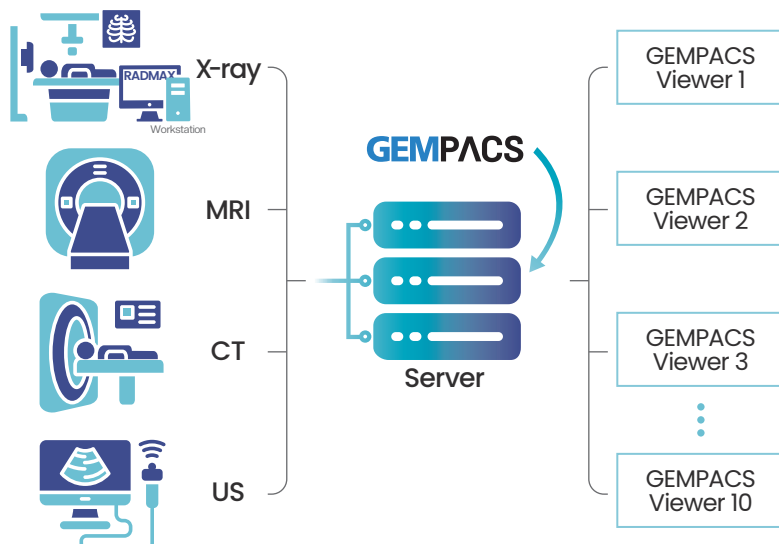 X-ray
RADMAX
Workstation
MRI
CT
US
GEMPACS
Server
GEMPACS
Viewer 1
GEMPACS
Viewer 2
GEMPACS
Viewer 3
GEMPACS
Viewer 10